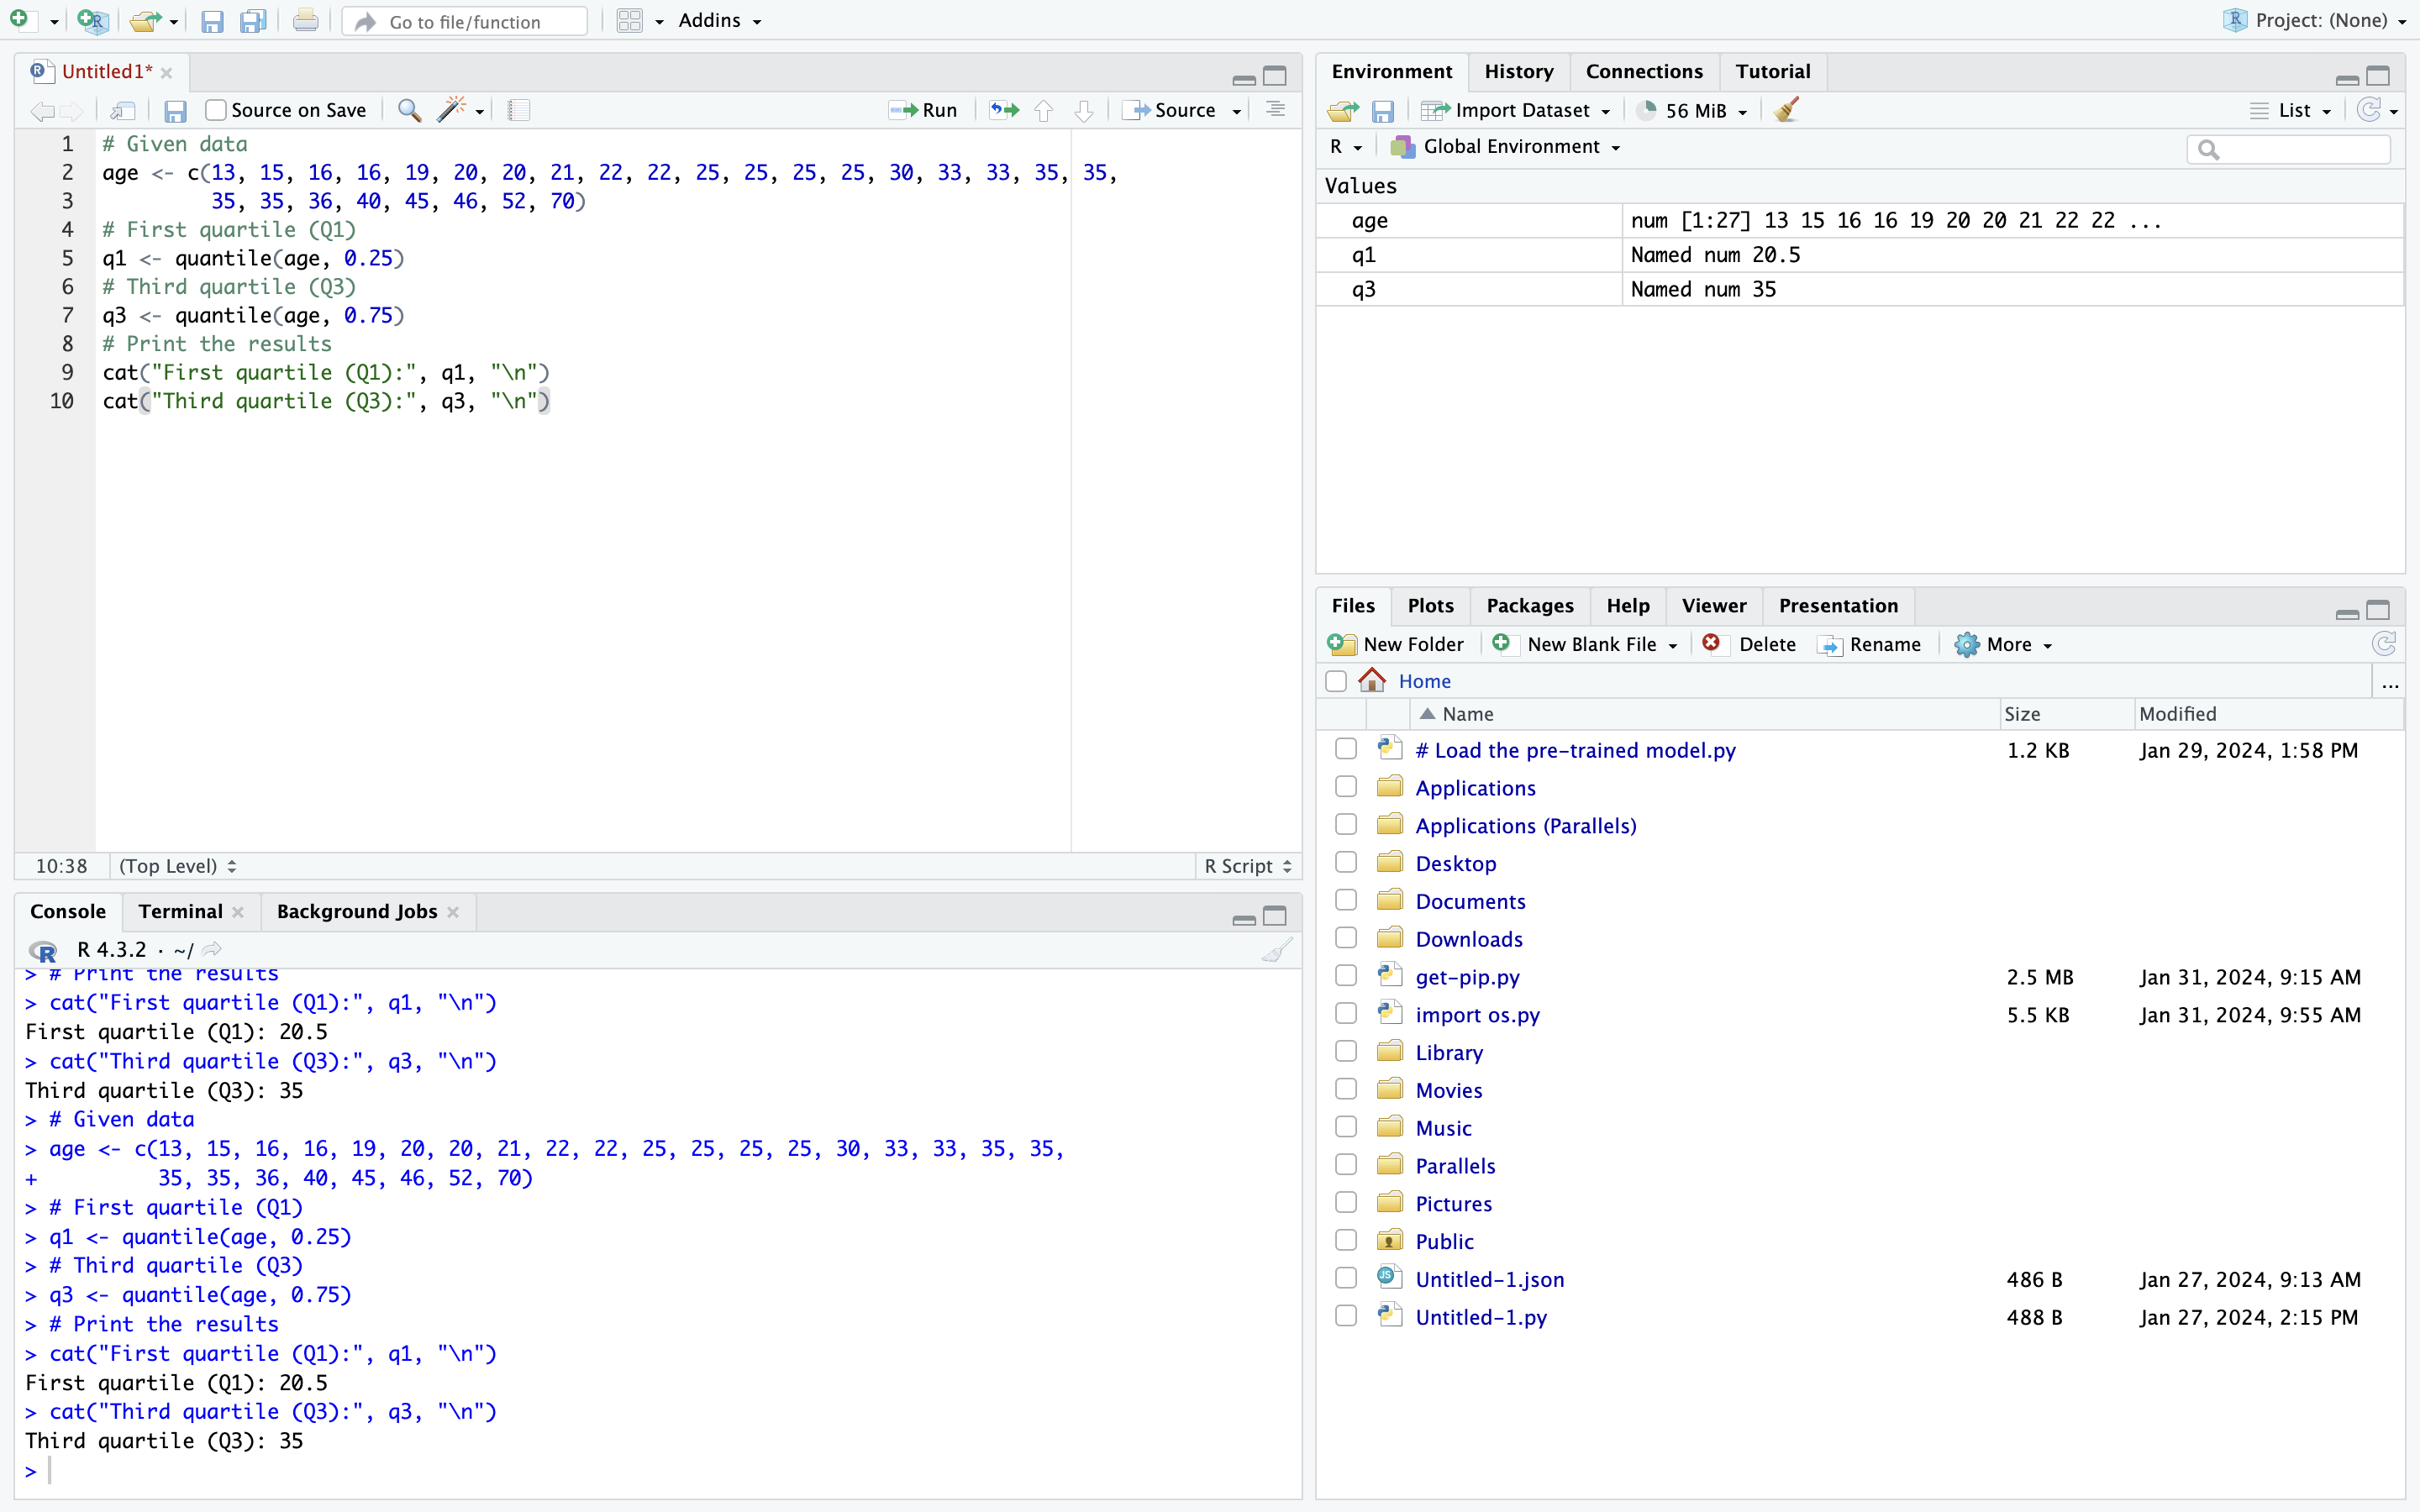 Go to file/function
Addins
Project: (None)
Untitled1*
Source on Save
Run
Source
1 # Given data
2 age <- c(13, 15, 16, 16, 19, 20, 20, 21, 22, 22, 25, 25, 25, 25, 30, 33, 33, 35, 35,
3 35, 35, 36, 40, 45, 46, 52, 70)
4 # First quartile (Q1)
5 q1 <- quantile(age, 0.25)
6 # Third quartile (Q3)
7 q3 <- quantile(age, 0.75)
8 # Print the results
9 cat("First quartile (Q1):", q1, "\n")
10 cat("Third quartile (Q3):", q3, "\n")
10:38 (Top Level) R Script
Console Terminal Background Jobs
R 4.3.2 · ~/
> # Print the results
> cat("First quartile (Q1):", q1, "\n")
First quartile (Q1): 20.5
> cat("Third quartile (Q3):", q3, "\n")
Third quartile (Q3): 35
> # Given data
> age <- c(13, 15, 16, 16, 19, 20, 20, 21, 22, 22, 25, 25, 25, 25, 30, 33, 33, 35, 35,
+ 35, 35, 36, 40, 45, 46, 52, 70)
> # First quartile (Q1)
> q1 <- quantile(age, 0.25)
> # Third quartile (Q3)
> q3 <- quantile(age, 0.75)
> # Print the results
> cat("First quartile (Q1):", q1, "\n")
First quartile (Q1): 20.5
> cat("Third quartile (Q3):", q3, "\n")
Third quartile (Q3): 35
>
Environment History Connections Tutorial
Import Dataset 56 MiB List
R Global Environment
Values
age num [1:27] 13 15 16 16 19 20 20 21 22 22 ...
q1 Named num 20.5
q3 Named num 35
Files Plots Packages Help Viewer Presentation
New Folder New Blank File Delete Rename More
Home ...
Name Size Modified
# Load the pre-trained model.py 1.2 KB Jan 29, 2024, 1:58 PM
Applications
Applications (Parallels)
Desktop
Documents
Downloads
get-pip.py 2.5 MB Jan 31, 2024, 9:15 AM
import os.py 5.5 KB Jan 31, 2024, 9:55 AM
Library
Movies
Music
Parallels
Pictures
Public
Untitled-1.json 486 B Jan 27, 2024, 9:13 AM
Untitled-1.py 488 B Jan 27, 2024, 2:15 PM